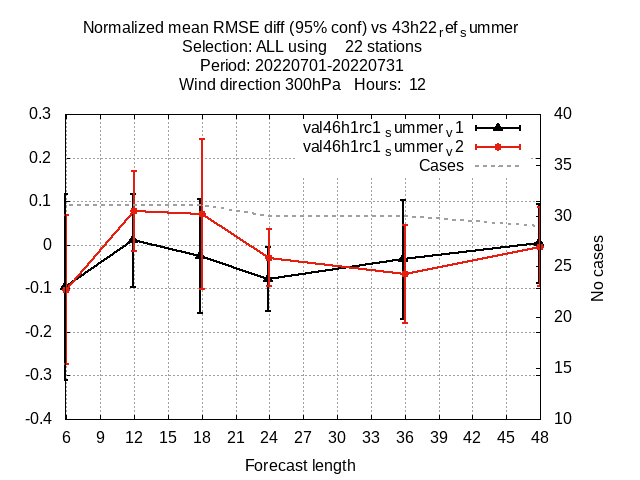 Normalized mean RMSE diff (95% conf) vs 43h22refsummer
Selection: ALL using    22 stations
Period: 20220701-20220731
Wind direction 300hPa   Hours:  12
val46h1rc1summerv1
val46h1rc1summerv2
Cases
0.3
0.2
0.1
0
-0.1
-0.2
-0.3
-0.4
40
35
30
25
20
15
10
No cases
6 9 12 15 18 21 24 27 30 33 36 39 42 45 48
Forecast length